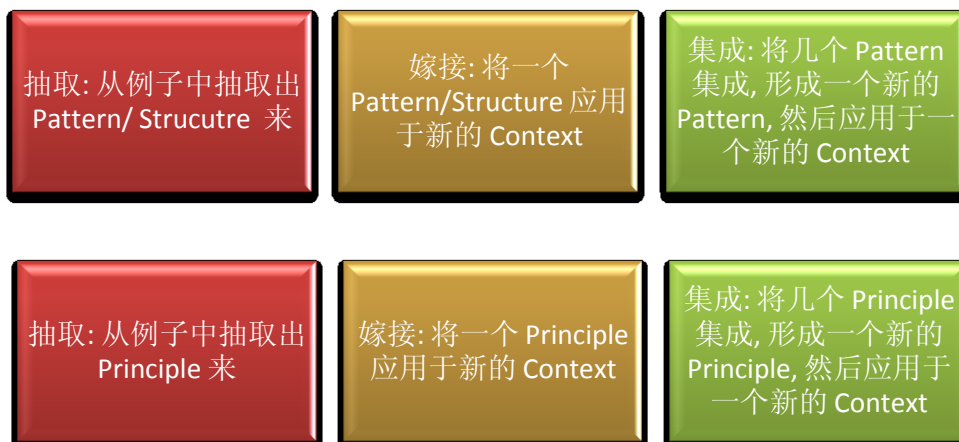 抽取: 从例子中抽取出
Pattern/ Strucutre 来
嫁接: 将一个
Pattern/Structure 应用
于新的 Context
集成: 将几个 Pattern
集成, 形成一个新的
Pattern, 然后应用于一
个新的 Context
抽取: 从例子中抽取出
Principle 来
嫁接: 将一个 Principle
应用于新的 Context
集成: 将几个 Principle
集成, 形成一个新的
Principle, 然后应用于
一个新的 Context